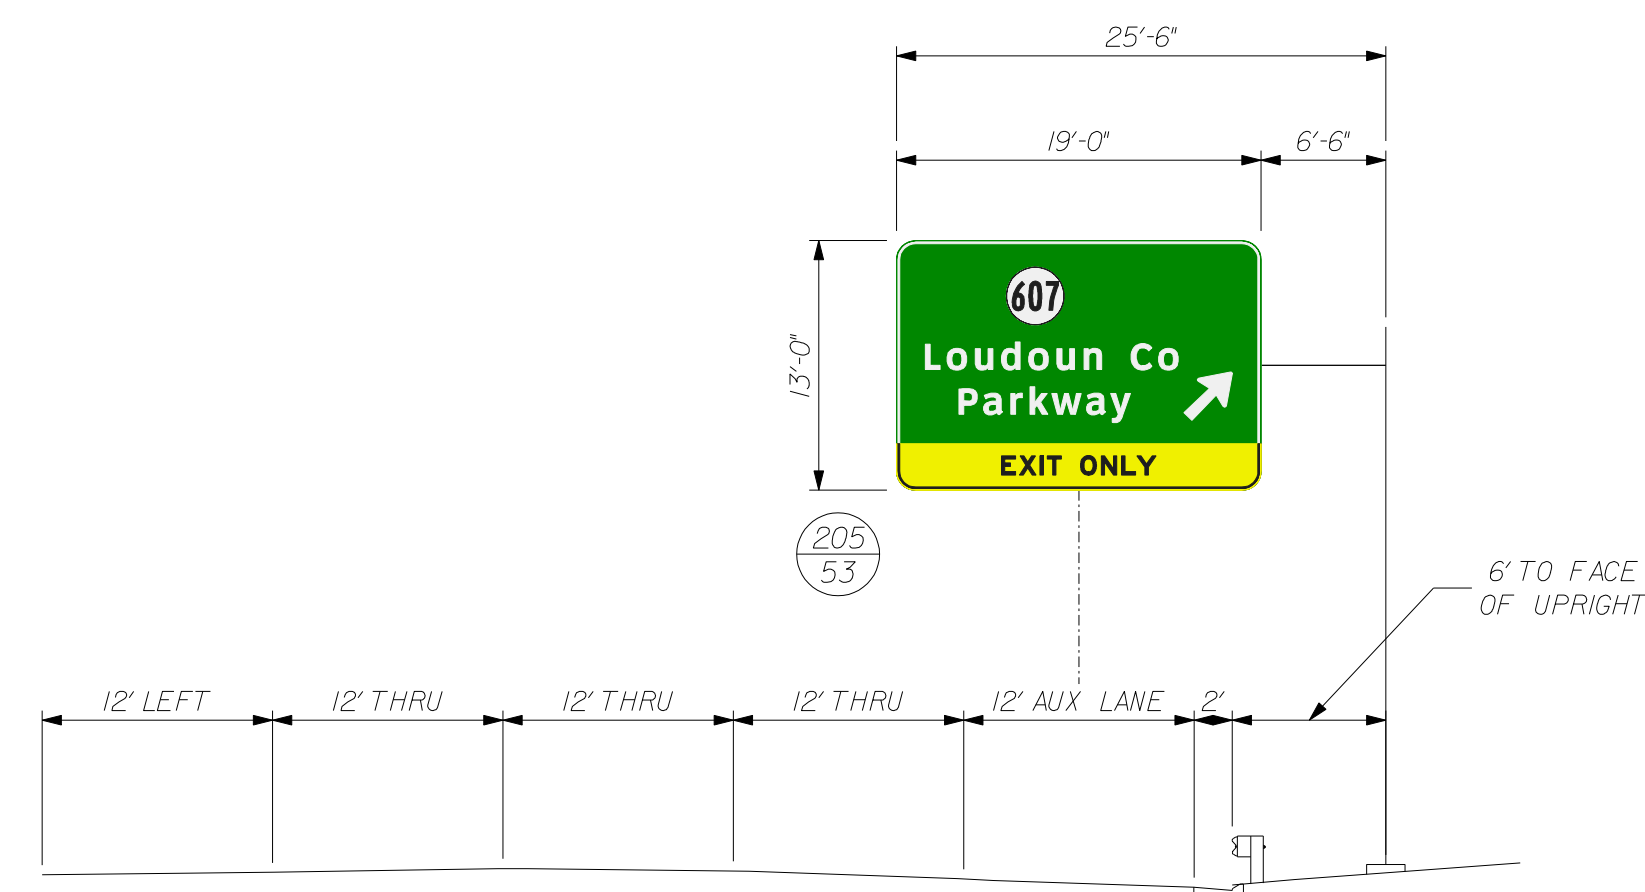 25'-6"
19'-0"
6'-6"
607
Loudoun Co
Parkway
EXIT ONLY
13'-0"
205
53
6' TO FACE
OF UPRIGHT
12' LEFT
12' THRU
12' THRU
12' THRU
12' AUX LANE
2'